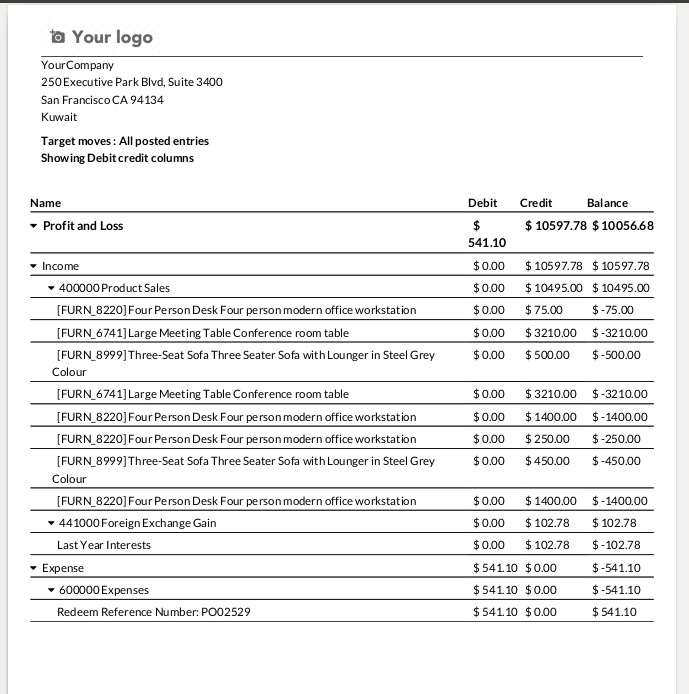 Your logo
YourCompany
250 Executive Park Blvd, Suite 3400
San Francisco CA 94134
Kuwait
Target moves : All posted entries
Showing Debit credit columns
Name Debit Credit Balance
Profit and Loss $ 541.10 $ 10597.78 $ 10056.68
Income $ 0.00 $ 10597.78 $ 10597.78
400000 Product Sales $ 0.00 $ 10495.00 $ 10495.00
[FURN_8220] Four Person Desk Four person modern office workstation $ 0.00 $ 75.00 $ -75.00
[FURN_6741] Large Meeting Table Conference room table $ 0.00 $ 3210.00 $ -3210.00
[FURN_8999] Three-Seat Sofa Three Seater Sofa with Lounger in Steel Grey $ 0.00 $ 500.00 $ -500.00
Colour
[FURN_6741] Large Meeting Table Conference room table $ 0.00 $ 3210.00 $ -3210.00
[FURN_8220] Four Person Desk Four person modern office workstation $ 0.00 $ 1400.00 $ -1400.00
[FURN_8220] Four Person Desk Four person modern office workstation $ 0.00 $ 250.00 $ -250.00
[FURN_8999] Three-Seat Sofa Three Seater Sofa with Lounger in Steel Grey $ 0.00 $ 450.00 $ -450.00
Colour
[FURN_8220] Four Person Desk Four person modern office workstation $ 0.00 $ 1400.00 $ -1400.00
441000 Foreign Exchange Gain $ 0.00 $ 102.78 $ 102.78
Last Year Interests $ 0.00 $ 102.78 $ -102.78
Expense $ 541.10 $ 0.00 $ -541.10
600000 Expenses $ 541.10 $ 0.00 $ -541.10
Redeem Reference Number: PO02529 $ 541.10 $ 0.00 $ 541.10